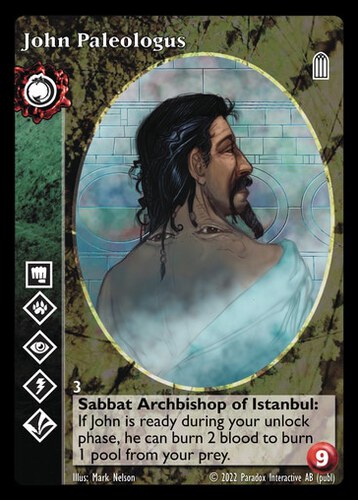 John Paleologus
3
Sabbat Archbishop of Istanbul:
If John is ready during your unlock
phase, he can burn 2 blood to burn
1 pool from your prey.
9
Illus: Mark Nelson
© 2022 Paradox Interactive AB (publ)